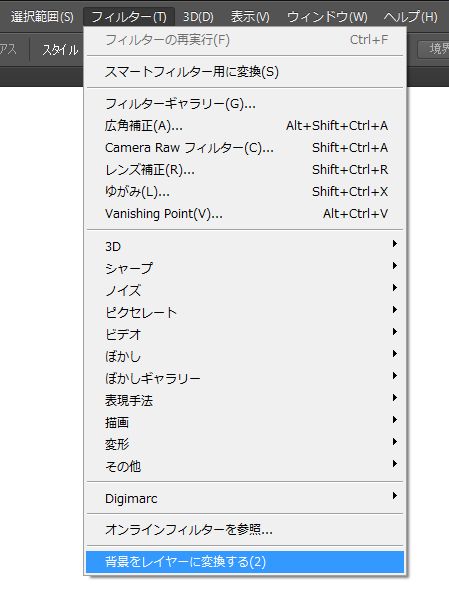 選択範囲(S) フィルター(T) 3D(D) 表示(V) ウィンドウ(W) ヘルプ(H)
アス スタイル 境界
フィルターの再実行(F) Ctrl+F
スマートフィルター用に変換(S)
フィルターギャラリー(G)...
広角補正(A)... Alt+Shift+Ctrl+A
Camera Raw フィルター(C)... Shift+Ctrl+A
レンズ補正(R)... Shift+Ctrl+R
ゆがみ(L)... Shift+Ctrl+X
Vanishing Point(V)... Alt+Ctrl+V
3D
シャープ
ノイズ
ピクセレート
ビデオ
ぼかし
ぼかしギャラリー
表現手法
描画
変形
その他
Digimarc
オンラインフィルターを参照...
背景をレイヤーに変換する(2)